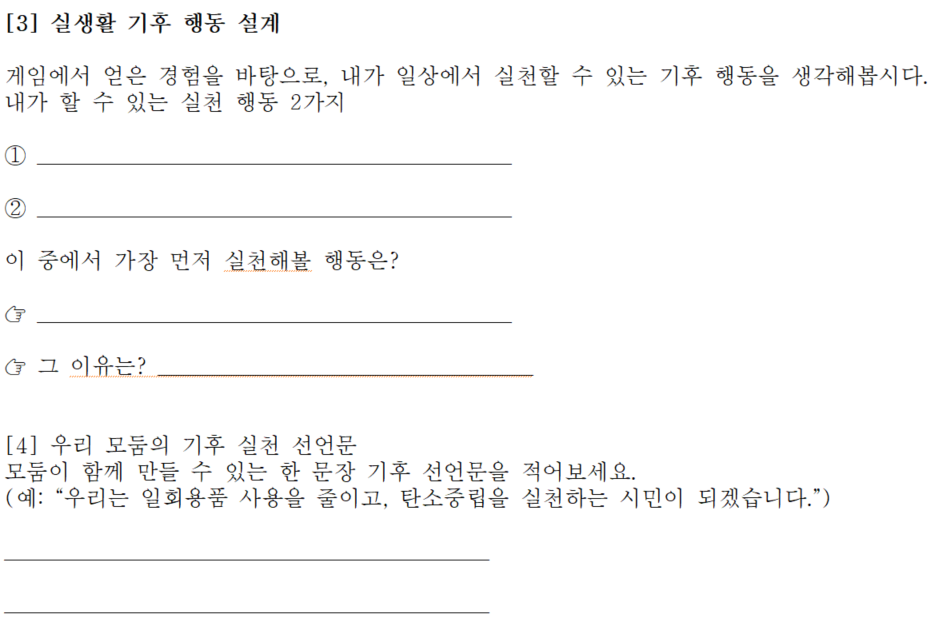 [3] 실생활 기후 행동 설계
게임에서 얻은 경험을 바탕으로, 내가 일상에서 실천할 수 있는 기후 행동을 생각해봅시다.
내가 할 수 있는 실천 행동 2가지
①
②
이 중에서 가장 먼저 실천해볼 행동은?
☞
☞ 그 이유는?
[4] 우리 모둠의 기후 실천 선언문
모둠이 함께 만들 수 있는 한 문장 기후 선언문을 적어보세요.
(예: “우리는 일회용품 사용을 줄이고, 탄소중립을 실천하는 시민이 되겠습니다.”)